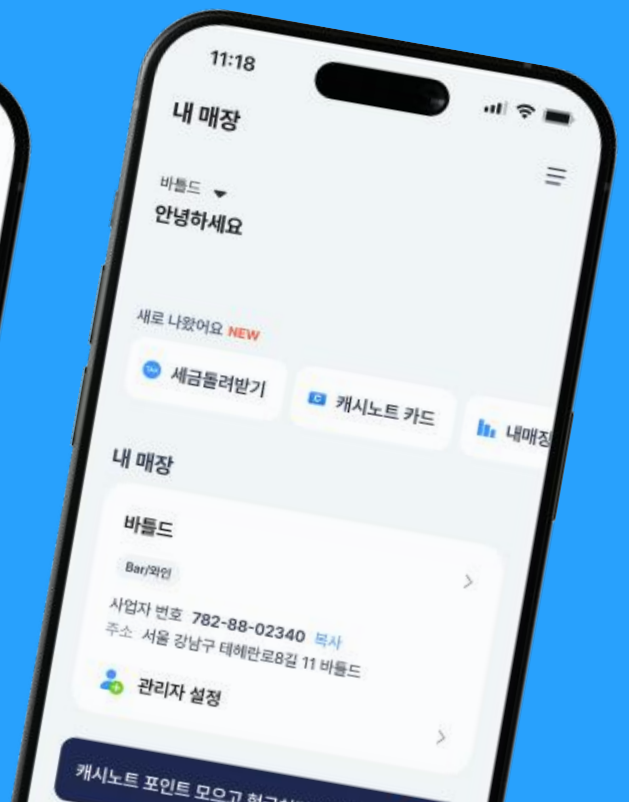 11:18
내 매장
바틀드
안녕하세요
새로 나왔어요 NEW
세금돌려받기
캐시노트 카드
내매장
내 매장
바틀드
Bar/와인
사업자 번호 782-88-02340 복사
주소 서울 강남구 테헤란로8길 11 바틀드
관리자 설정
캐시노트 포인트 모으고